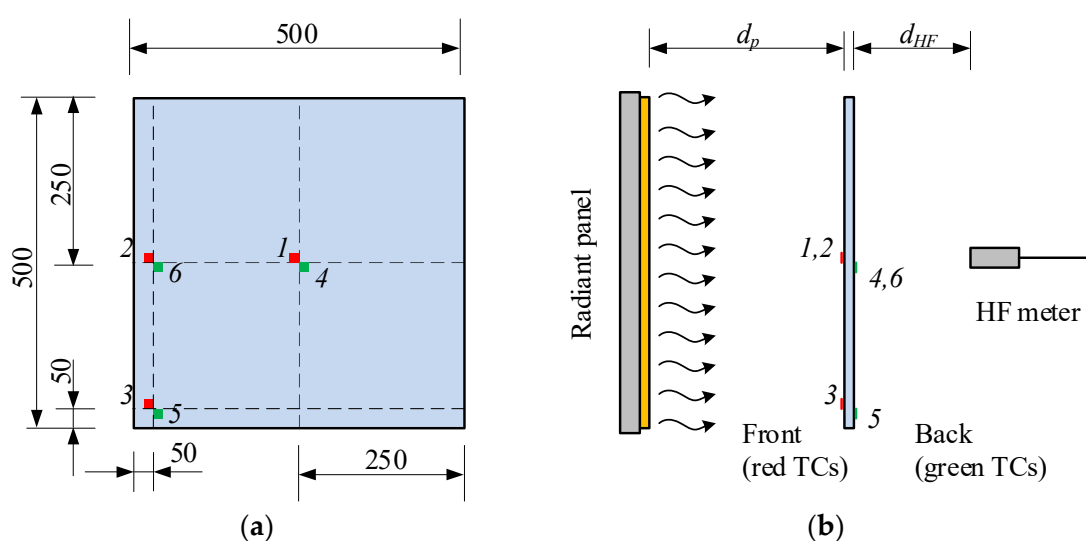 500
500
250
50
2
6
1
4
3
5
50
250
(a)
d_p
d_HF
Radiant panel
1,2
4,6
HF meter
3
5
Front
(red TCs)
Back
(green TCs)
(b)